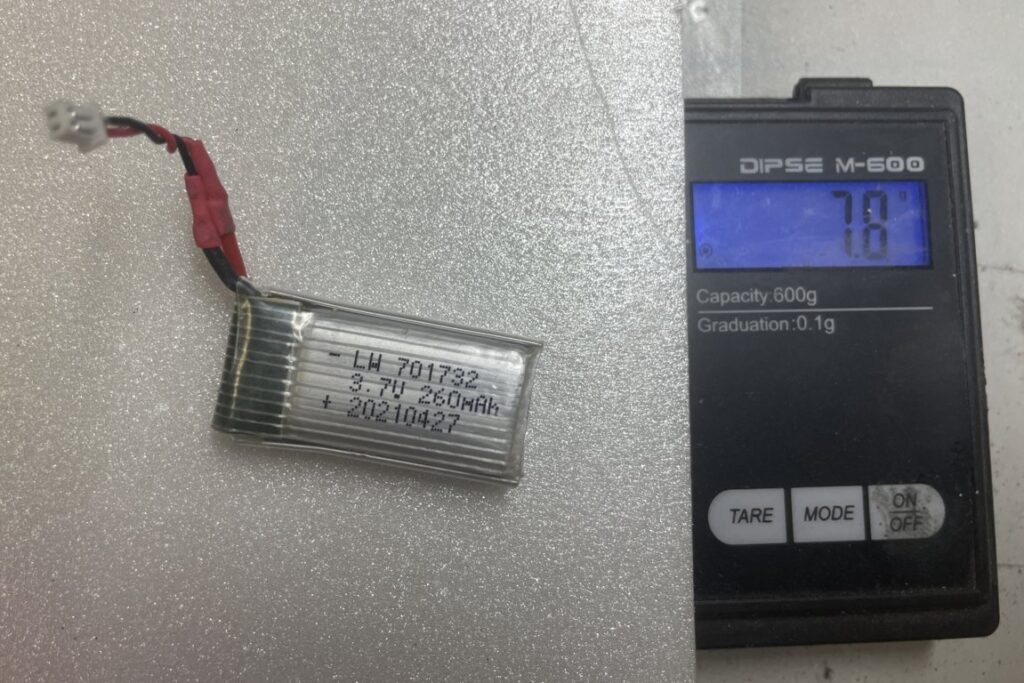 - LW 701732
3.7V 260mAh
+ 20210427
DIPSE M-600
7.8 g
Capacity:600g
Graduation:0.1g
TARE
MODE
ON
OFF